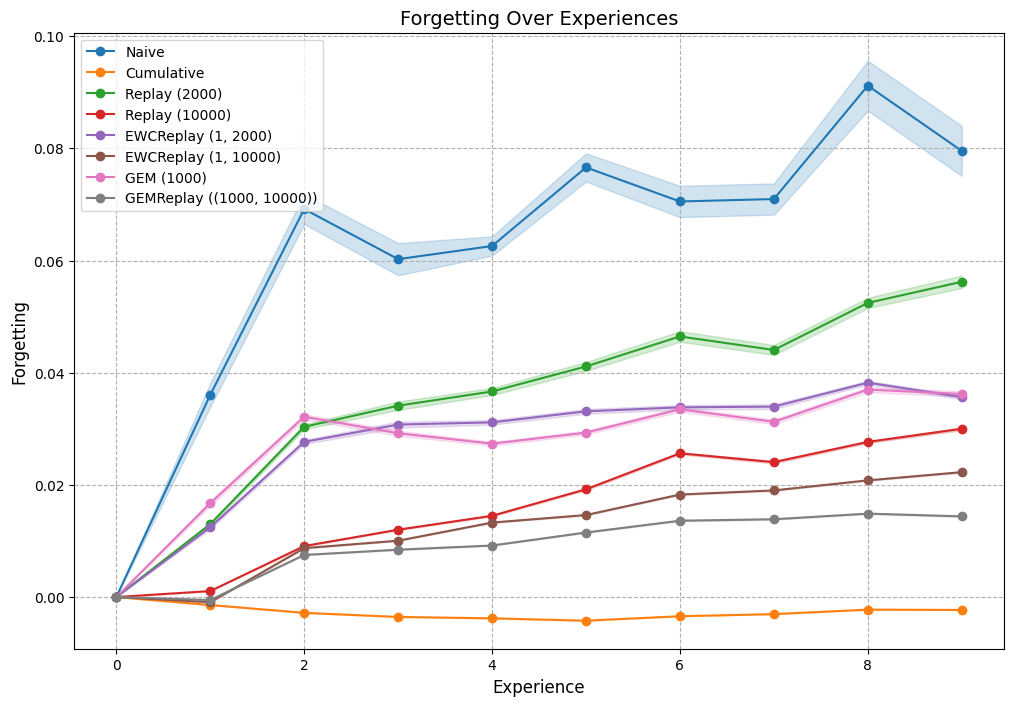 Forgetting Over Experiences
Forgetting
0.10
0.08
0.06
0.04
0.02
0.00
Naive
Cumulative
Replay (2000)
Replay (10000)
EWCReplay (1, 2000)
EWCReplay (1, 10000)
GEM (1000)
GEMReplay ((1000, 10000))
0 2 4 6 8
Experience